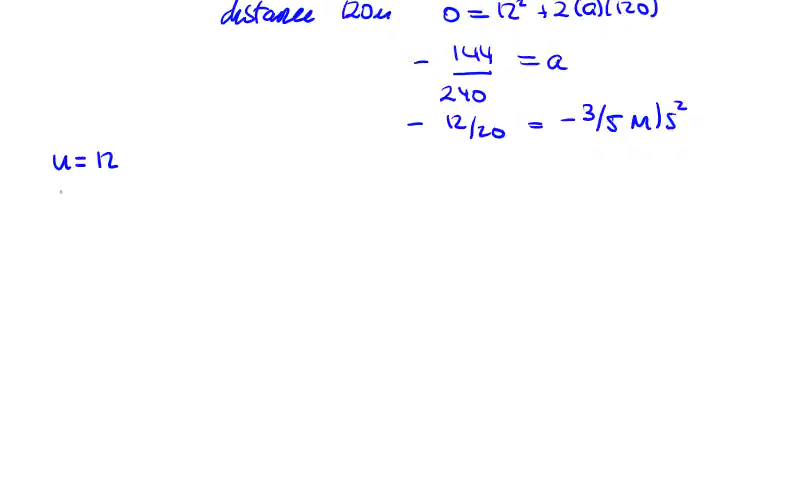 distance 120m 0 = 12² + 2(a)(120)
- 144/240 = a
- 12/20 = - 3/5 m/s²
u = 12